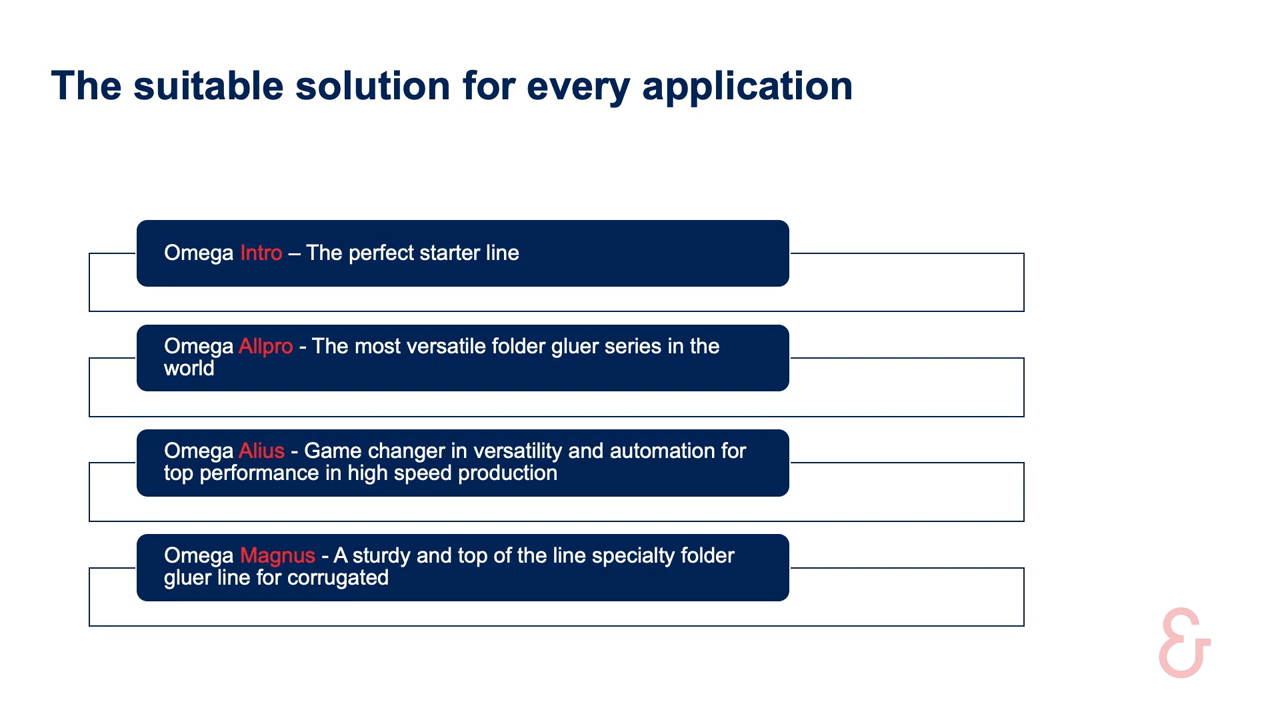 The suitable solution for every application
Omega Intro – The perfect starter line
Omega Allpro - The most versatile folder gluer series in the
world
Omega Alius - Game changer in versatility and automation for
top performance in high speed production
Omega Magnus - A sturdy and top of the line specialty folder
gluer line for corrugated
&